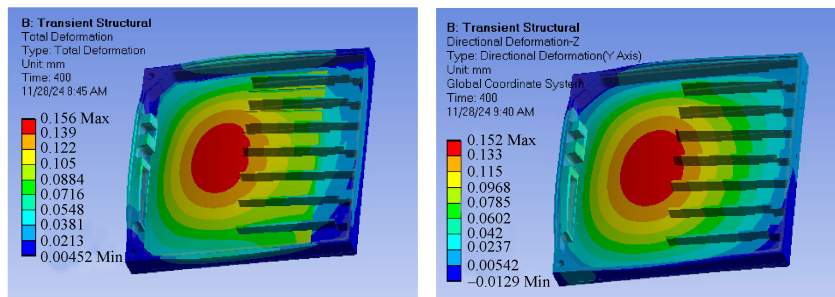 B: Transient Structural
Total Deformation
Type: Total Deformation
Unit: mm
Time: 400
11/28/24 8:45 AM
0.156 Max
0.139
0.122
0.105
0.0884
0.0716
0.0548
0.0381
0.0213
0.00452 Min
B: Transient Structural
Directional Deformation-Z
Type: Directional Deformation(Y Axis)
Unit: mm
Global Coordinate System
Time: 400
11/28/24 9:40 AM
0.152 Max
0.133
0.115
0.0968
0.0785
0.0602
0.042
0.0237
0.00542
−0.0129 Min